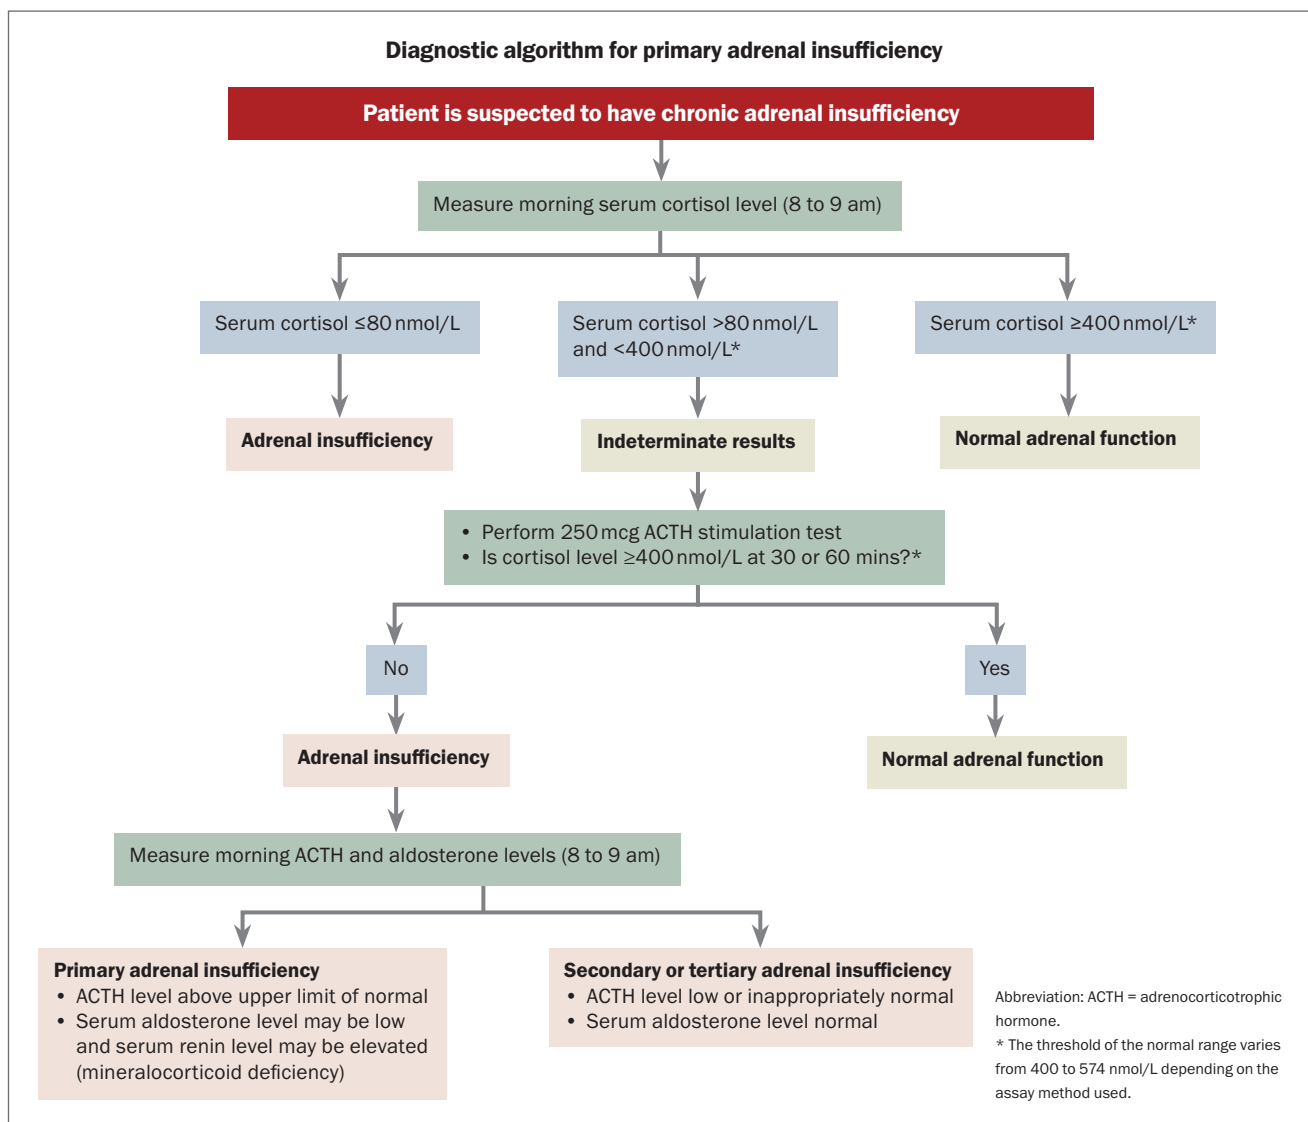 Diagnostic algorithm for primary adrenal insufficiency
Patient is suspected to have chronic adrenal insufficiency
Measure morning serum cortisol level (8 to 9 am)
Serum cortisol ≤80 nmol/L
Serum cortisol >80 nmol/L
and <400 nmol/L*
Serum cortisol ≥400 nmol/L*
Adrenal insufficiency
Indeterminate results
Normal adrenal function
• Perform 250 mcg ACTH stimulation test
• Is cortisol level ≥400 nmol/L at 30 or 60 mins?*
No
Yes
Adrenal insufficiency
Normal adrenal function
Measure morning ACTH and aldosterone levels (8 to 9 am)
Primary adrenal insufficiency
• ACTH level above upper limit of normal
• Serum aldosterone level may be low
and serum renin level may be elevated
(mineralocorticoid deficiency)
Secondary or tertiary adrenal insufficiency
• ACTH level low or inappropriately normal
• Serum aldosterone level normal
Abbreviation: ACTH = adrenocorticotrophic
hormone.
* The threshold of the normal range varies
from 400 to 574 nmol/L depending on the
assay method used.